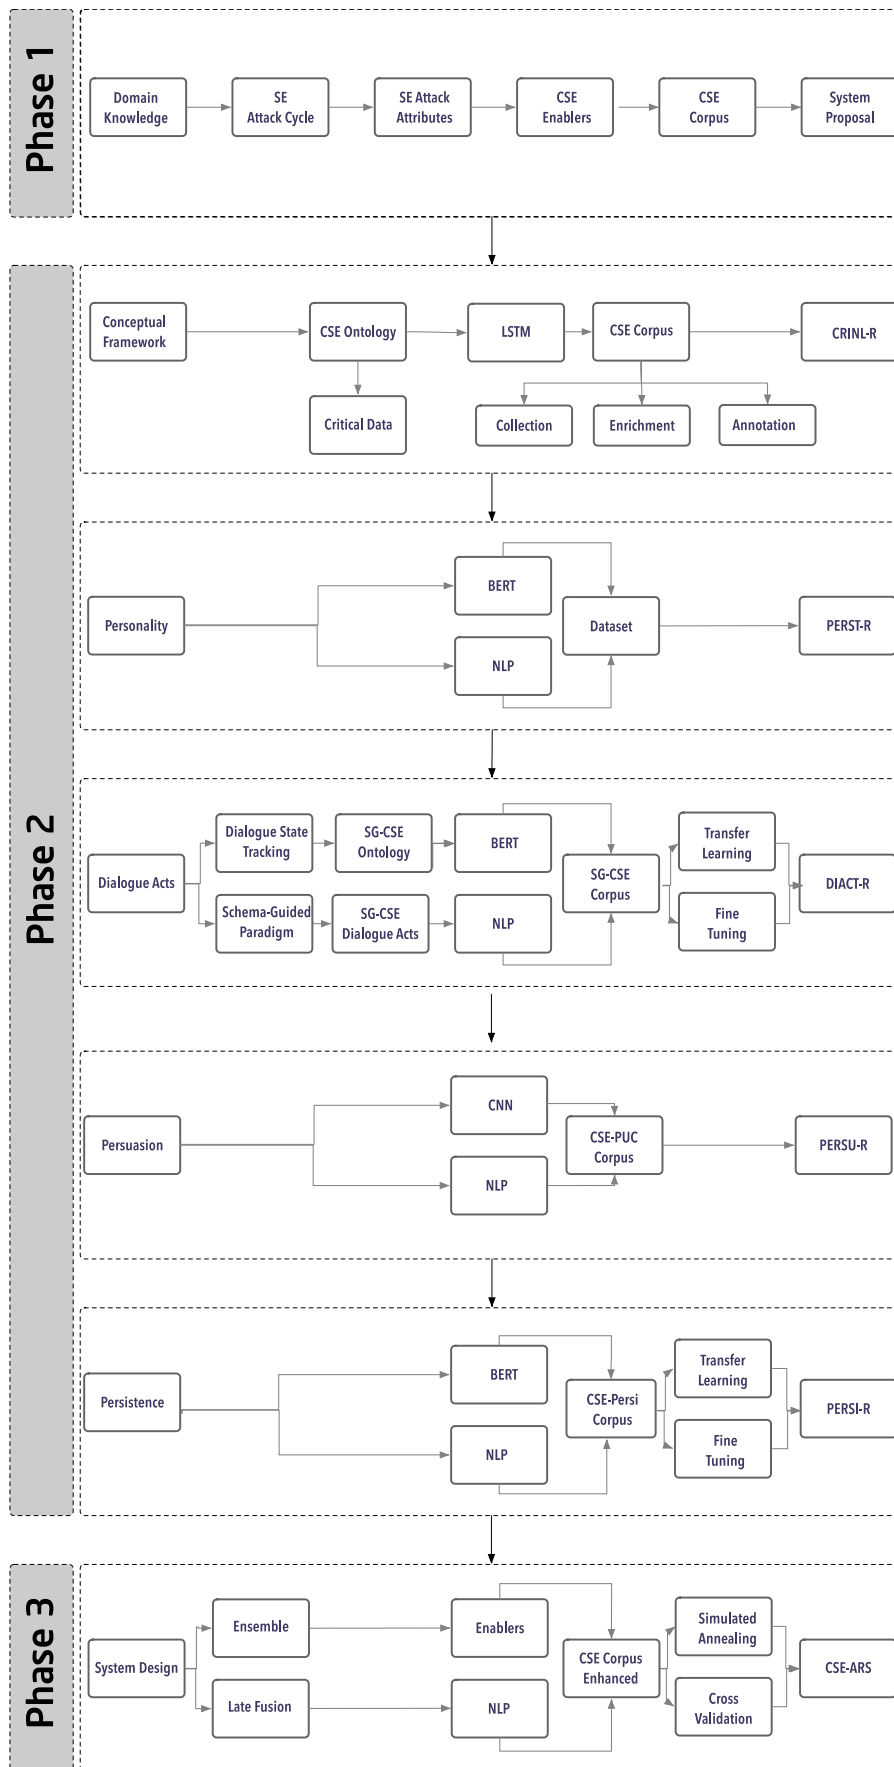 Phase 1
Domain
Knowledge
SE
Attack Cycle
SE Attack
Attributes
CSE
Enablers
CSE
Corpus
System
Proposal
Phase 2
Conceptual
Framework
CSE Ontology
LSTM
CSE Corpus
CRINL-R
Critical Data
Collection
Enrichment
Annotation
Personality
BERT
NLP
Dataset
PERST-R
Dialogue Acts
Dialogue State
Tracking
SG-CSE
Ontology
BERT
Schema-Guided
Paradigm
SG-CSE
Dialogue Acts
NLP
SG-CSE
Corpus
Transfer
Learning
Fine
Tuning
DIACT-R
Persuasion
CNN
NLP
CSE-PUC
Corpus
PERSU-R
Persistence
BERT
NLP
CSE-Persi
Corpus
Transfer
Learning
Fine
Tuning
PERSI-R
Phase 3
System Design
Ensemble
Late Fusion
Enablers
NLP
CSE Corpus
Enhanced
Simulated
Annealing
Cross
Validation
CSE-ARS